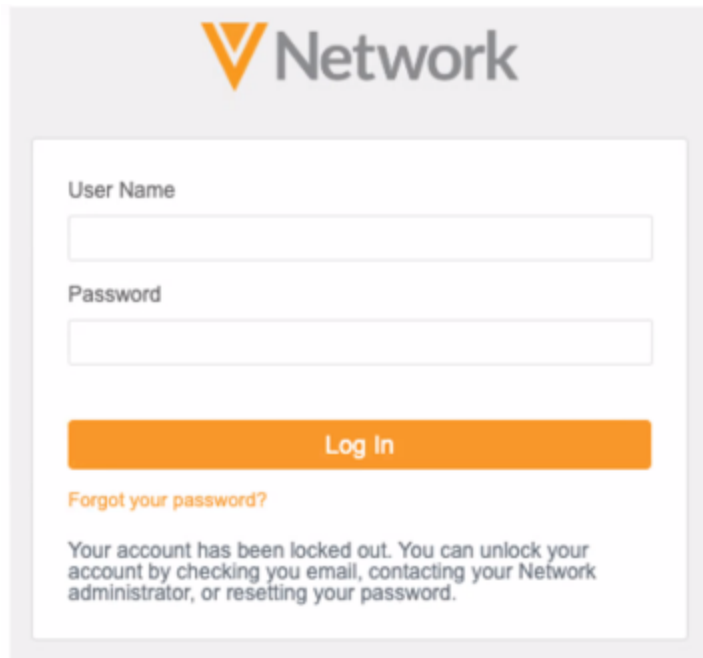 Network
User Name
Password
Log In
Forgot your password?
Your account has been locked out. You can unlock your
account by checking you email, contacting your Network
administrator, or resetting your password.